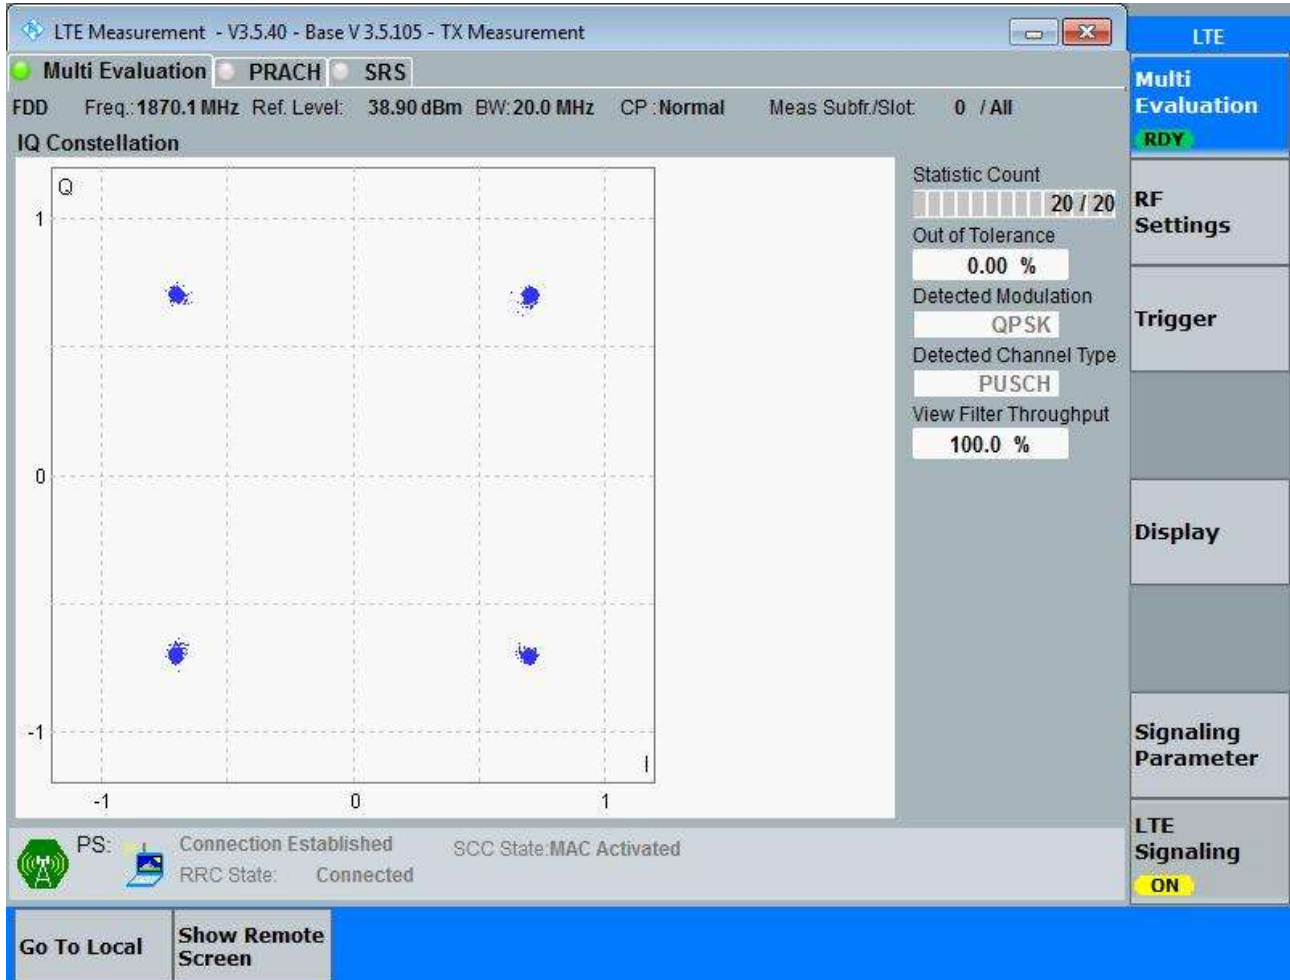 LTE Measurement - V3.5.40 - Base V 3.5.105 - TX Measurement
LTE
Multi Evaluation PRACH SRS
Multi
Evaluation
RDY
FDD Freq.:1870.1 MHz Ref. Level: 38.90 dBm BW:20.0 MHz CP :Normal Meas Subfr./Slot: 0 / All
IQ Constellation
Q
1
0
-1
-1 0 1
I
Statistic Count
20 / 20
Out of Tolerance
0.00 %
Detected Modulation
QPSK
Detected Channel Type
PUSCH
View Filter Throughput
100.0 %
RF
Settings
Trigger
Display
Signaling
Parameter
LTE
Signaling
ON
PS: Connection Established SCC State:MAC Activated
RRC State: Connected
Go To Local
Show Remote
Screen